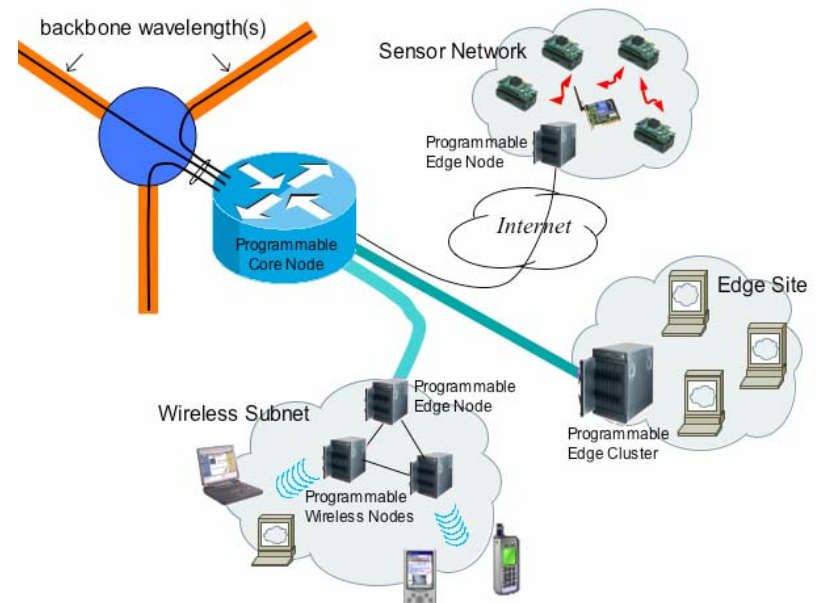 backbone wavelength(s)
Sensor Network
Programmable
Edge Node
Internet
Programmable
Core Node
Edge Site
Programmable
Edge Cluster
Programmable
Edge Node
Wireless Subnet
Programmable
Wireless Nodes